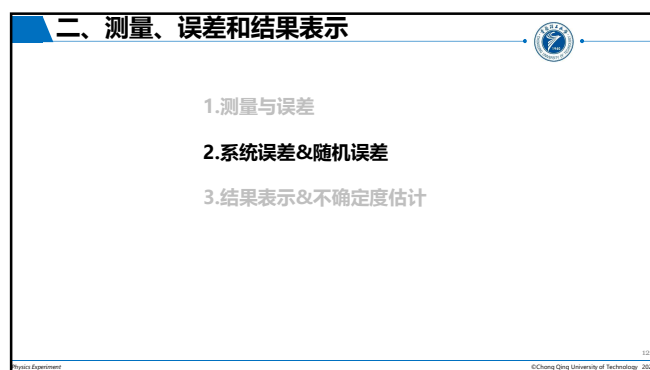 二、测量、误差和结果表示
1.测量与误差
2.系统误差&随机误差
3.结果表示&不确定度估计
12
Physics Experiment
©Chong Qing University of Technology 202